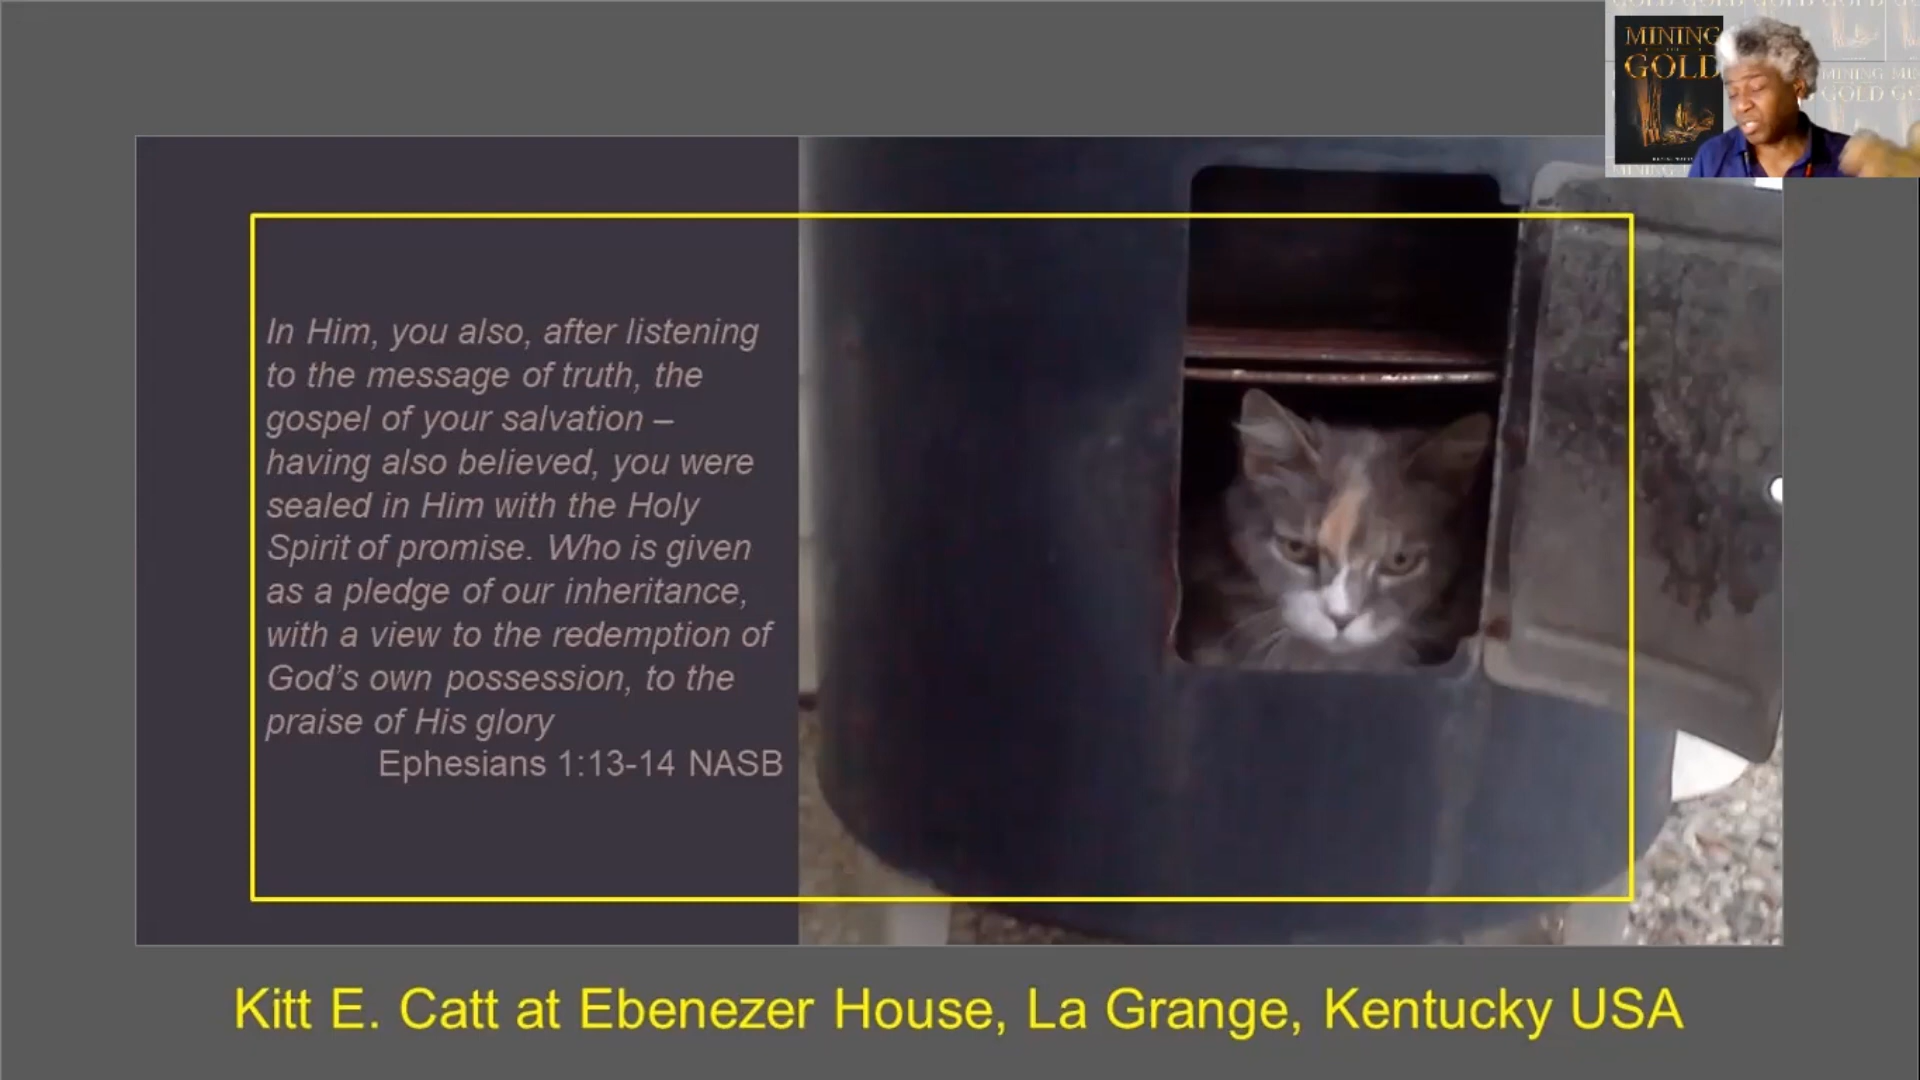 MINING
GOLD
In Him, you also, after listening
to the message of truth, the
gospel of your salvation –
having also believed, you were
sealed in Him with the Holy
Spirit of promise. Who is given
as a pledge of our inheritance,
with a view to the redemption of
God’s own possession, to the
praise of His glory
Ephesians 1:13-14 NASB
Kitt E. Catt at Ebenezer House, La Grange, Kentucky USA